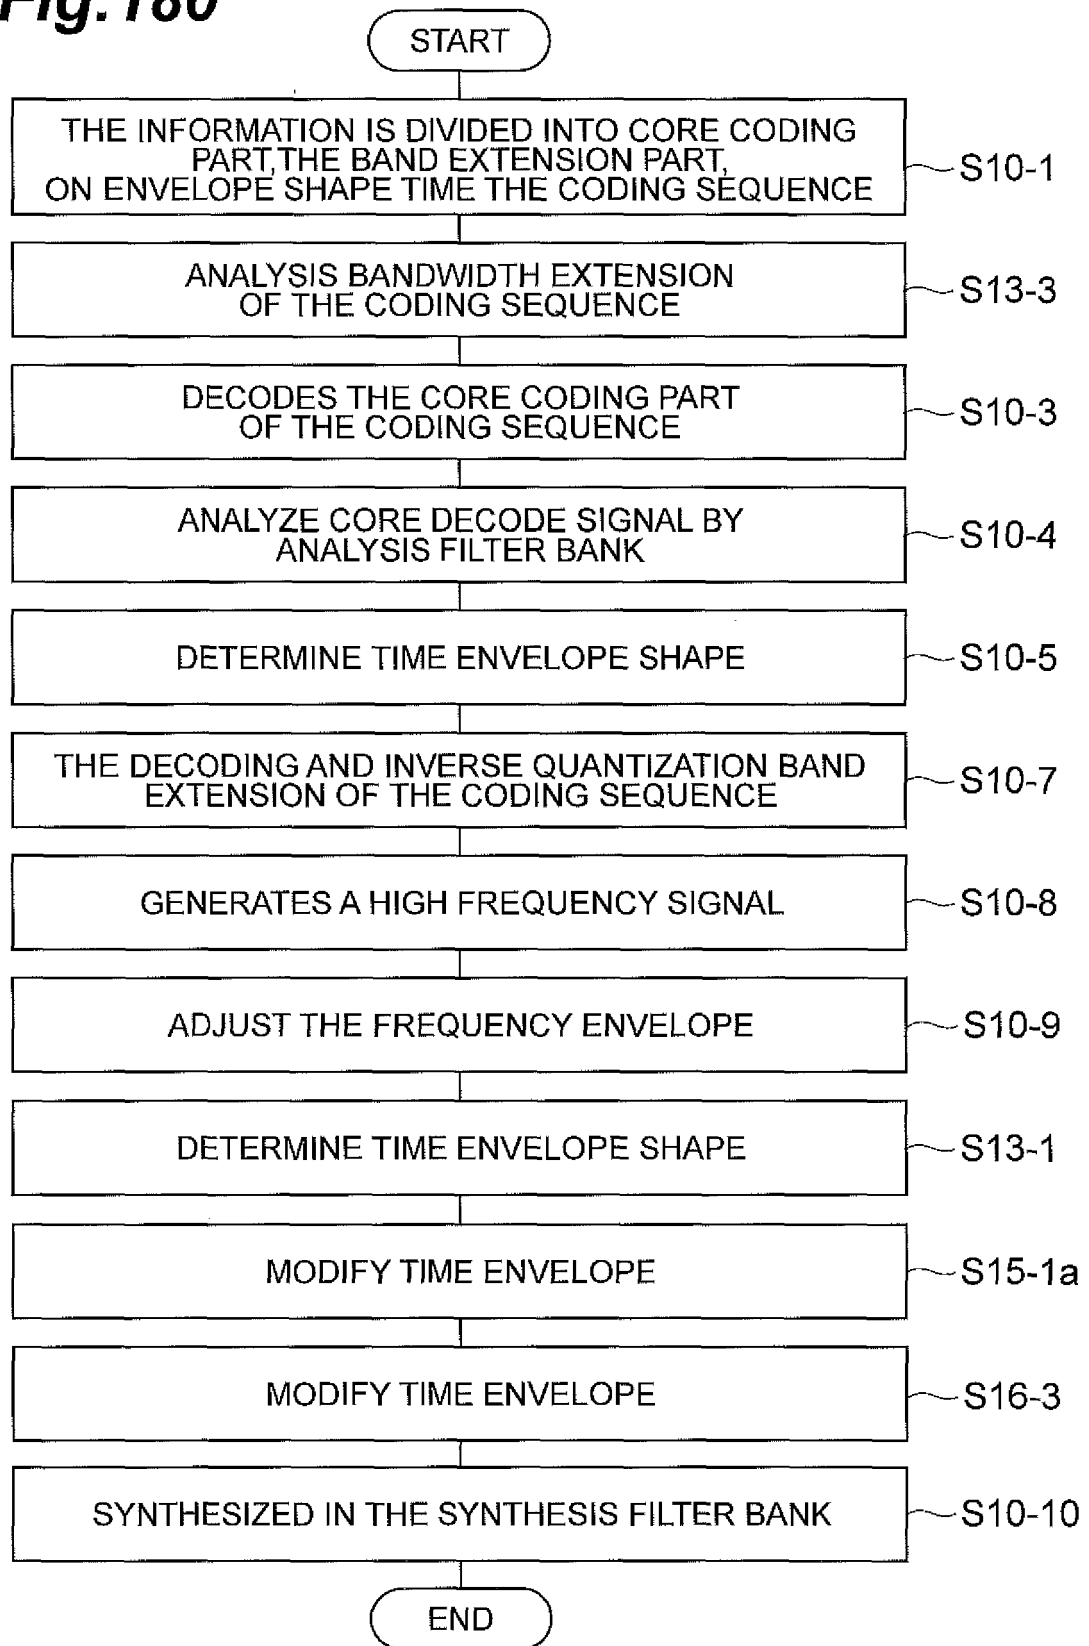 Fig.180
START
THE INFORMATION IS DIVIDED INTO CORE CODING
PART,THE BAND EXTENSION PART,
ON ENVELOPE SHAPE TIME THE CODING SEQUENCE
S10-1
ANALYSIS BANDWIDTH EXTENSION
OF THE CODING SEQUENCE
S13-3
DECODES THE CORE CODING PART
OF THE CODING SEQUENCE
S10-3
ANALYZE CORE DECODE SIGNAL BY
ANALYSIS FILTER BANK
S10-4
DETERMINE TIME ENVELOPE SHAPE
S10-5
THE DECODING AND INVERSE QUANTIZATION BAND
EXTENSION OF THE CODING SEQUENCE
S10-7
GENERATES A HIGH FREQUENCY SIGNAL
S10-8
ADJUST THE FREQUENCY ENVELOPE
S10-9
DETERMINE TIME ENVELOPE SHAPE
S13-1
MODIFY TIME ENVELOPE
S15-1a
MODIFY TIME ENVELOPE
S16-3
SYNTHESIZED IN THE SYNTHESIS FILTER BANK
S10-10
END